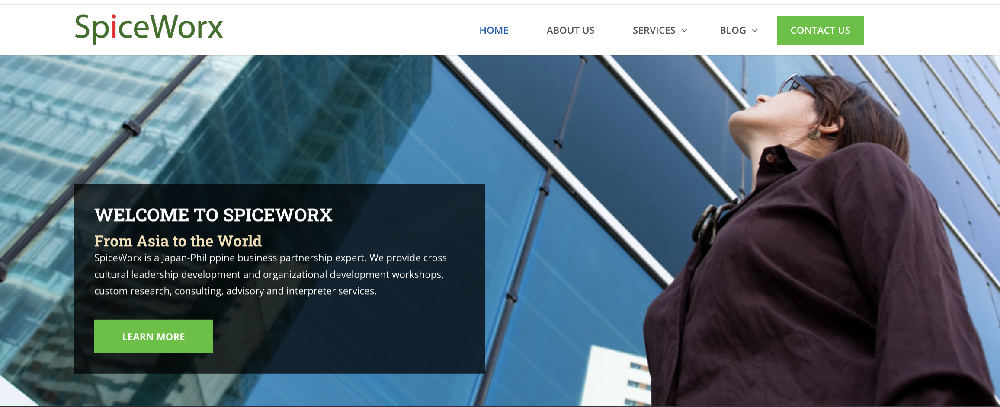 SpiceWorx
HOME ABOUT US SERVICES BLOG CONTACT US
WELCOME TO SPICEWORX
From Asia to the World
SpiceWorx is a Japan-Philippine business partnership expert. We provide cross
cultural leadership development and organizational development workshops,
custom research, consulting, advisory and interpreter services.
LEARN MORE